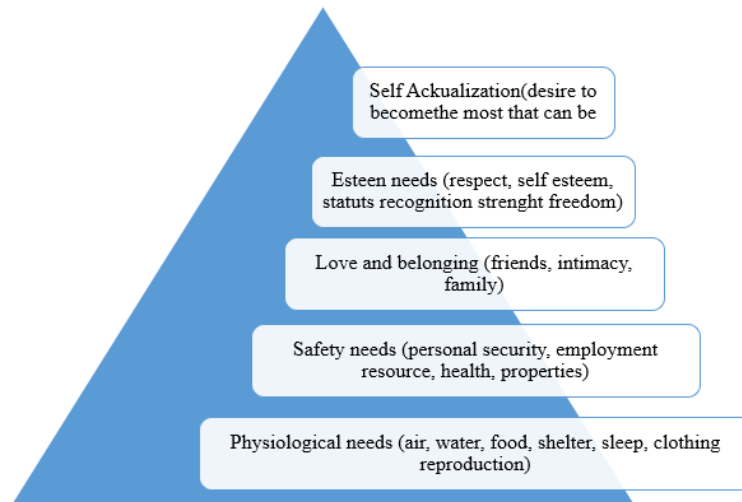 Self Ackualization(desire to
becomethe most that can be
Esteen needs (respect, self esteem,
statuts recognition strenght freedom)
Love and belonging (friends, intimacy,
family)
Safety needs (personal security, employment
resource, health, properties)
Physiological needs (air, water, food, shelter, sleep, clothing
reproduction)